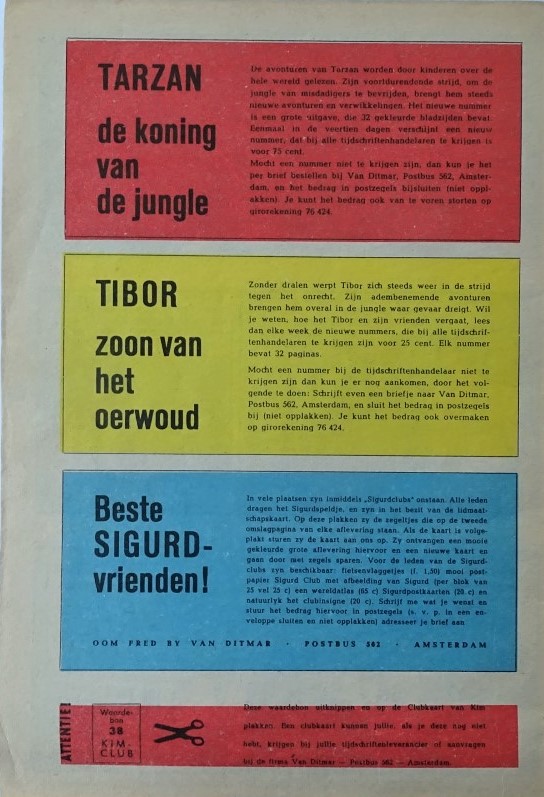 TARZAN
de koning
van
de jungle
De avonturen van Tarzan worden door kinderen over de
hele wereld gelezen. Zijn voortdurendende strijd, om de
jungle van misdadigers te bevrijden, brengt hem steeds
nieuwe avonturen en verwikkelingen. Het nieuwe nummer
is een grote uitgave, die 32 gekleurde bladzijden bevat.
Eenmaal in de veertien dagen verschijnt een nieuw
nummer, dat bij alle tijdschriftenhandelaren te krijgen is
voor 75 cent.
Mocht een nummer niet te krijgen zijn, dan kun je het
per brief bestellen bij Van Ditmar, Postbus 562, Amster-
dam, en het bedrag in postzegels bijsluiten (niet oppl-
akken). Je kunt het bedrag ook van te voren storten op
girorekening 76 424.
TIBOR
zoon van
het
oerwoud
Zonder dralen werpt Tibor zich steeds weer in de strijd
tegen het onrecht. Zijn adembenemende avonturen
brengen hem overal in de jungle waar gevaar dreigt. Wil
je weten, hoe het Tibor en zijn vrienden vergaat, lees
dan elke week de nieuwe nummers, die bij alle tijdschrif-
tenhandelaren te krijgen zijn voor 25 cent. Elk nummer
bevat 32 paginas.
Mocht een nummer bij de tijdschriftenhandelaar niet te
krijgen zijn dan kun je er nog aankomen, door het vol-
gende te doen: Schrijft even een briefje naar Van Ditmar,
Postbus 562, Amsterdam, en sluit het bedrag in postzegels
bij (niet opplakken). Je kunt het bedrag ook overmaken
op girorekening 76 424.
Beste
SIGURD-
vrienden!
In vele plaatsen zyn inmiddels „Sigurdclubs" onstaan. Alle leden
dragen het Sigurdspeldje, en zyn in het besit van de lidmaat-
schapskaart. Op deze plakken zy de zegeltjes die op de tweede
omslagpagina van elke aflevering staan. Als de kaart is volge-
plakt sturen zy de kaart aan ons op. Zy ontvangen een mooie
gekleurde grote aflevering hiervoor en een nieuwe kaart en
gaan door met zegels sparen. Voor de leden van de Sigurd-
clubs zyn beschikbaar: fietsenvlaggetjes (f. 1,50) mooi post-
papier Sigurd Club met afbeelding van Sigurd (per blok van
25 vel 25 c) een wereldatlas (65 c) Sigurdpostkaarten (20 c) en
natuurlyk het clubinsigne (20 c). Schrijf me wat je wenst en
stuur het bedrag hiervoor in postzegels (s. v. p. in een en-
veloppe sluiten en niet opplakken) adresseer je brief aan
OOM FRED BY VAN DITMAR · POSTBUS 562 · AMSTERDAM
ATTENTIE!
Waarde-
bon
38
KIM-
CLUB
Deze waardebon uitknippen en op de Clubkaart van Kim
plakken. Een clubkaart kunnen jullie, als je deze nog niet
hebt, krijgen bij jullie tijdschriftenleverancier of aanvragen
bij de firma Van Ditmar — Postbus 562 — Amsterdam.